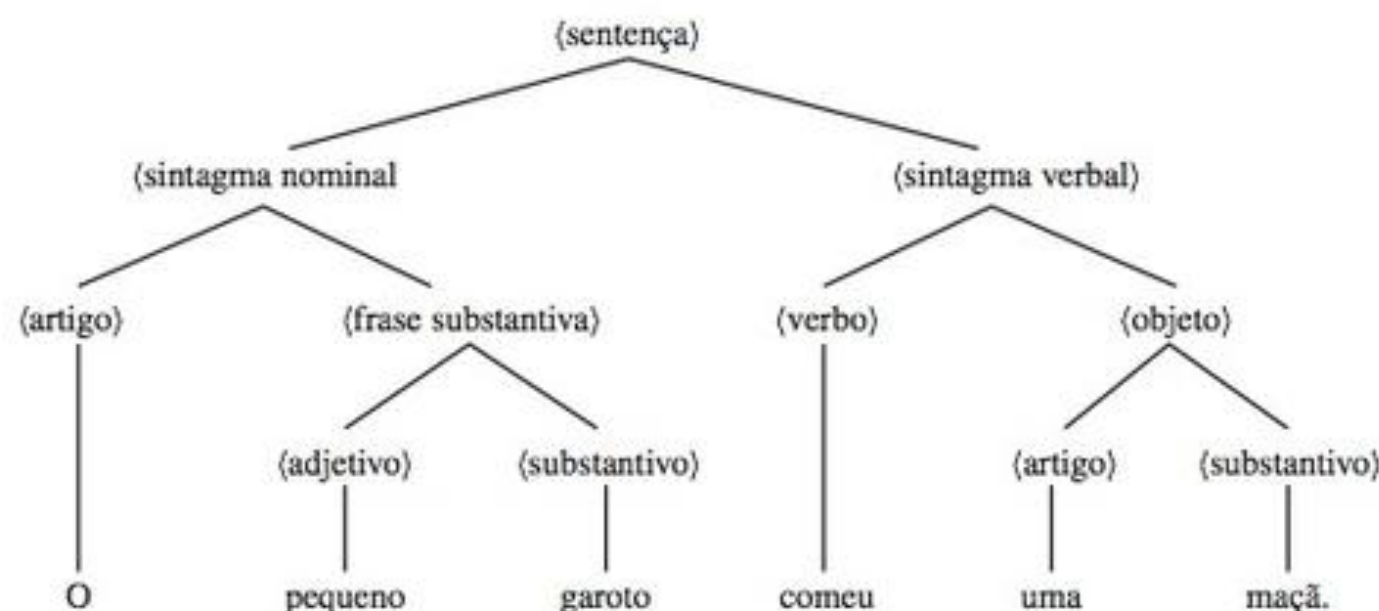 ⟨sentença⟩
⟨sintagma nominal
⟨sintagma verbal⟩
⟨artigo⟩
⟨frase substantiva⟩
⟨verbo⟩
⟨objeto⟩
⟨adjetivo⟩
⟨substantivo⟩
⟨artigo⟩
⟨substantivo⟩
O pequeno garoto comeu uma maçã.